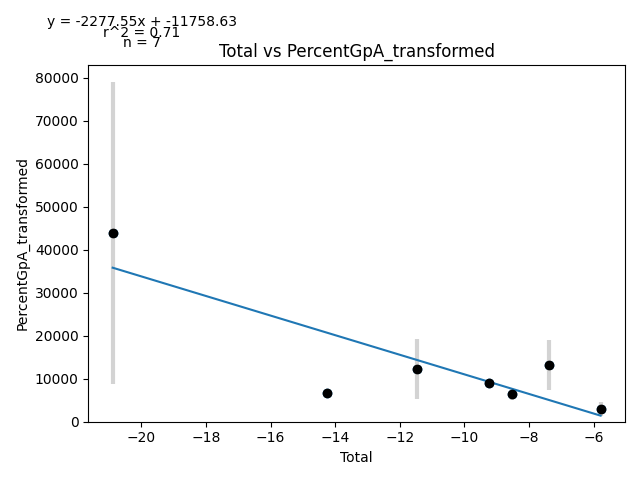 y = -2277.55x + -11758.63
r^2 = 0.71
n = 7
Total vs PercentGpA_transformed
PercentGpA_transformed
80000
70000
60000
50000
40000
30000
20000
10000
0
−20
−18
−16
−14
−12
−10
−8
−6
Total